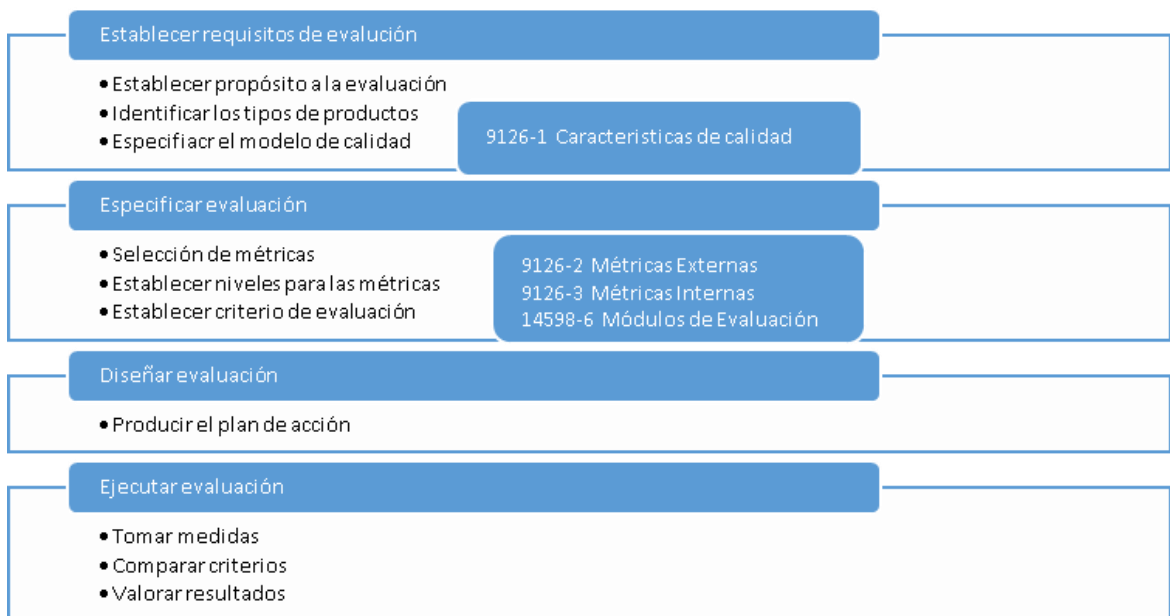 Establecer requisitos de evalución
• Establecer propósito a la evaluación
• Identificar los tipos de productos
• Especifiacr el modelo de calidad
9126-1 Caracteristicas de calidad
Especificar evaluación
• Selección de métricas
• Establecer niveles para las métricas
• Establecer criterio de evaluación
9126-2 Métricas Externas
9126-3 Métricas Internas
14598-6 Módulos de Evaluación
Diseñar evaluación
• Producir el plan de acción
Ejecutar evaluación
• Tomar medidas
• Comparar criterios
• Valorar resultados